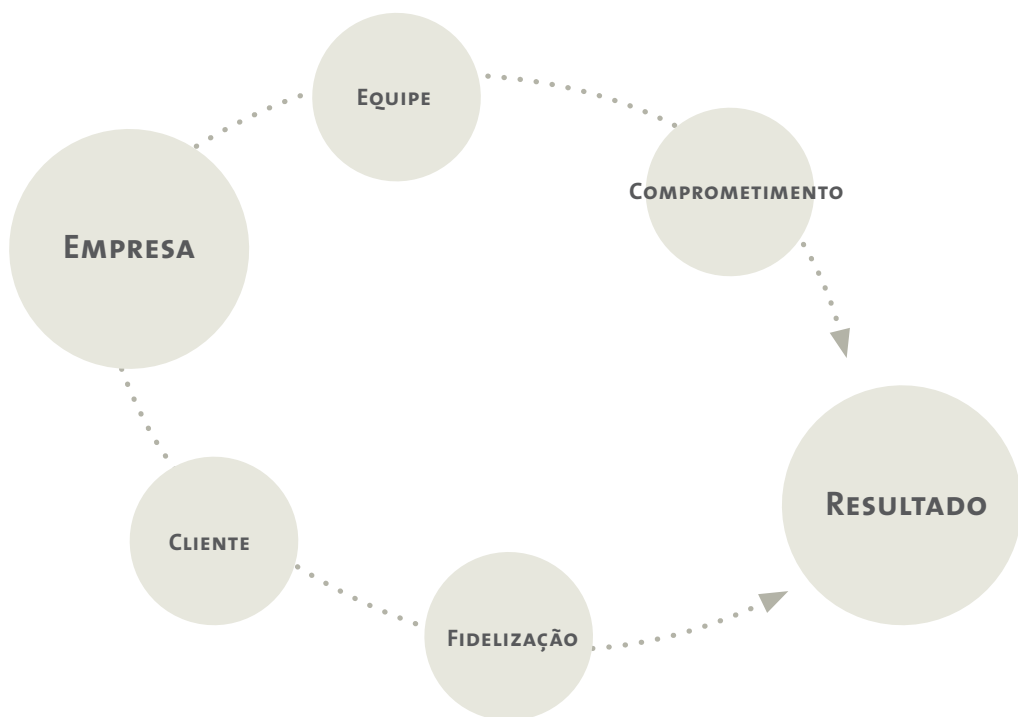 Equipe
Comprometimento
Empresa
Resultado
Cliente
Fidelização